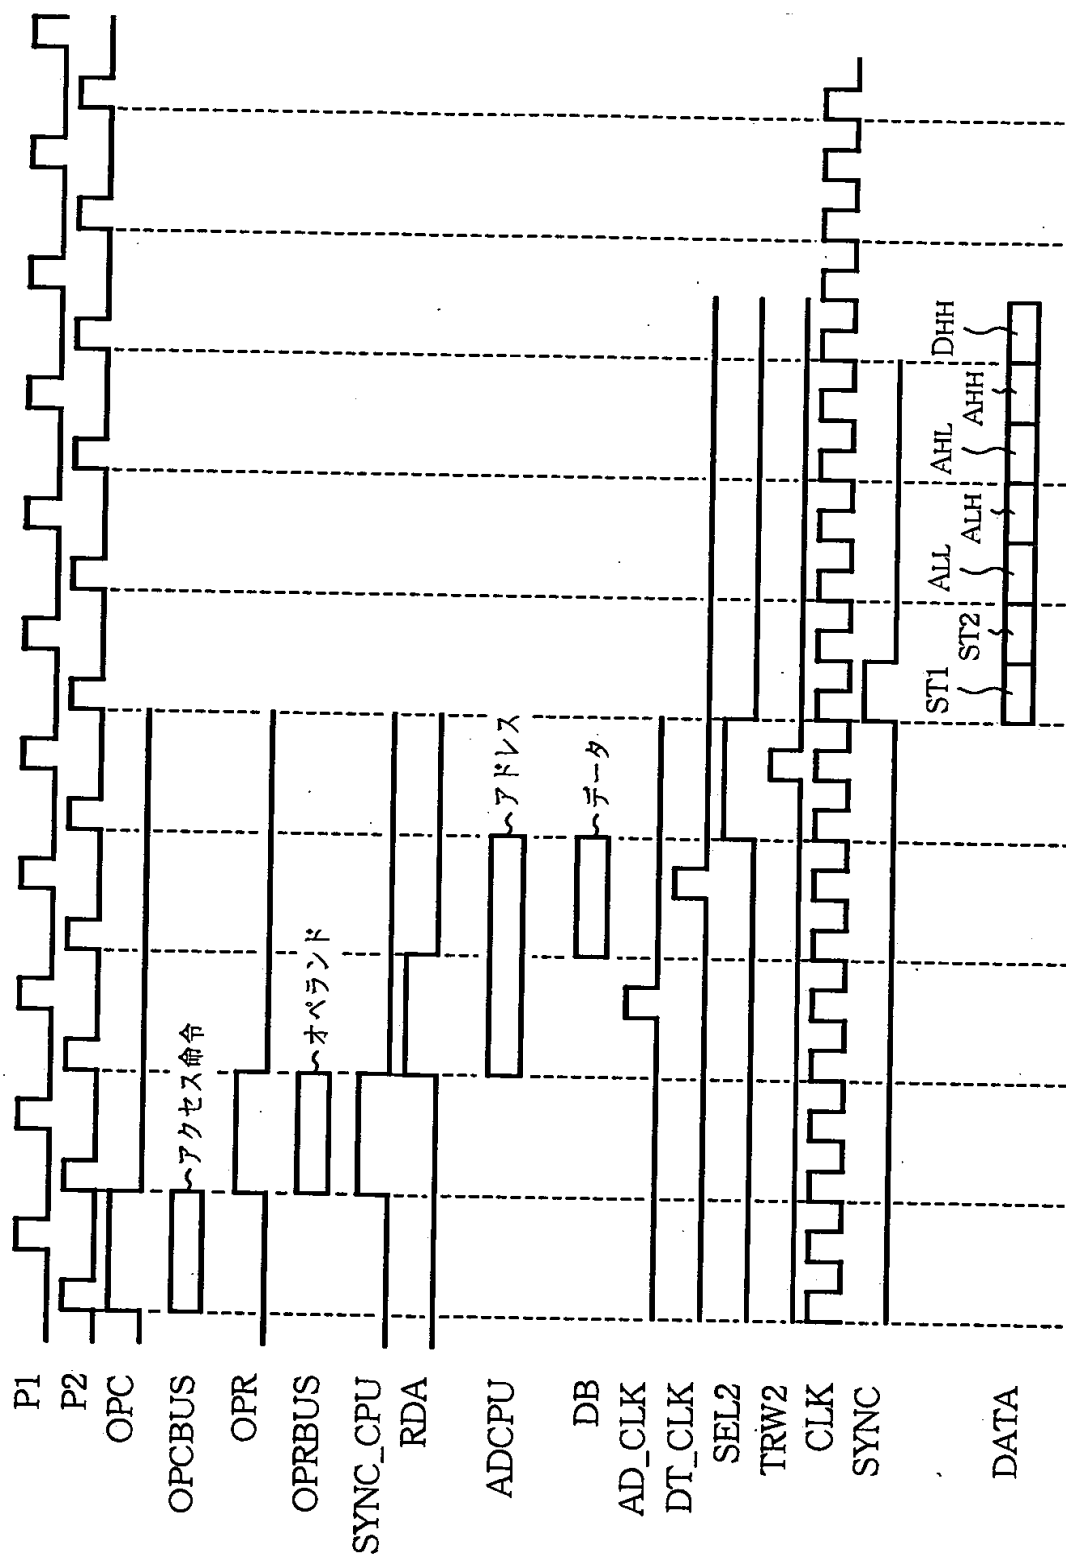 P1
P2
OPC
OPCBUS
アクセス命令
OPR
OPRBUS
オペランド
SYNC_CPU
RDA
ADCPU
アドレス
DB
データ
AD_CLK
DT_CLK
SEL2
TRW2
CLK
SYNC
DATA
ST1
ST2
ALL
ALH
AHL
AHH
DHH